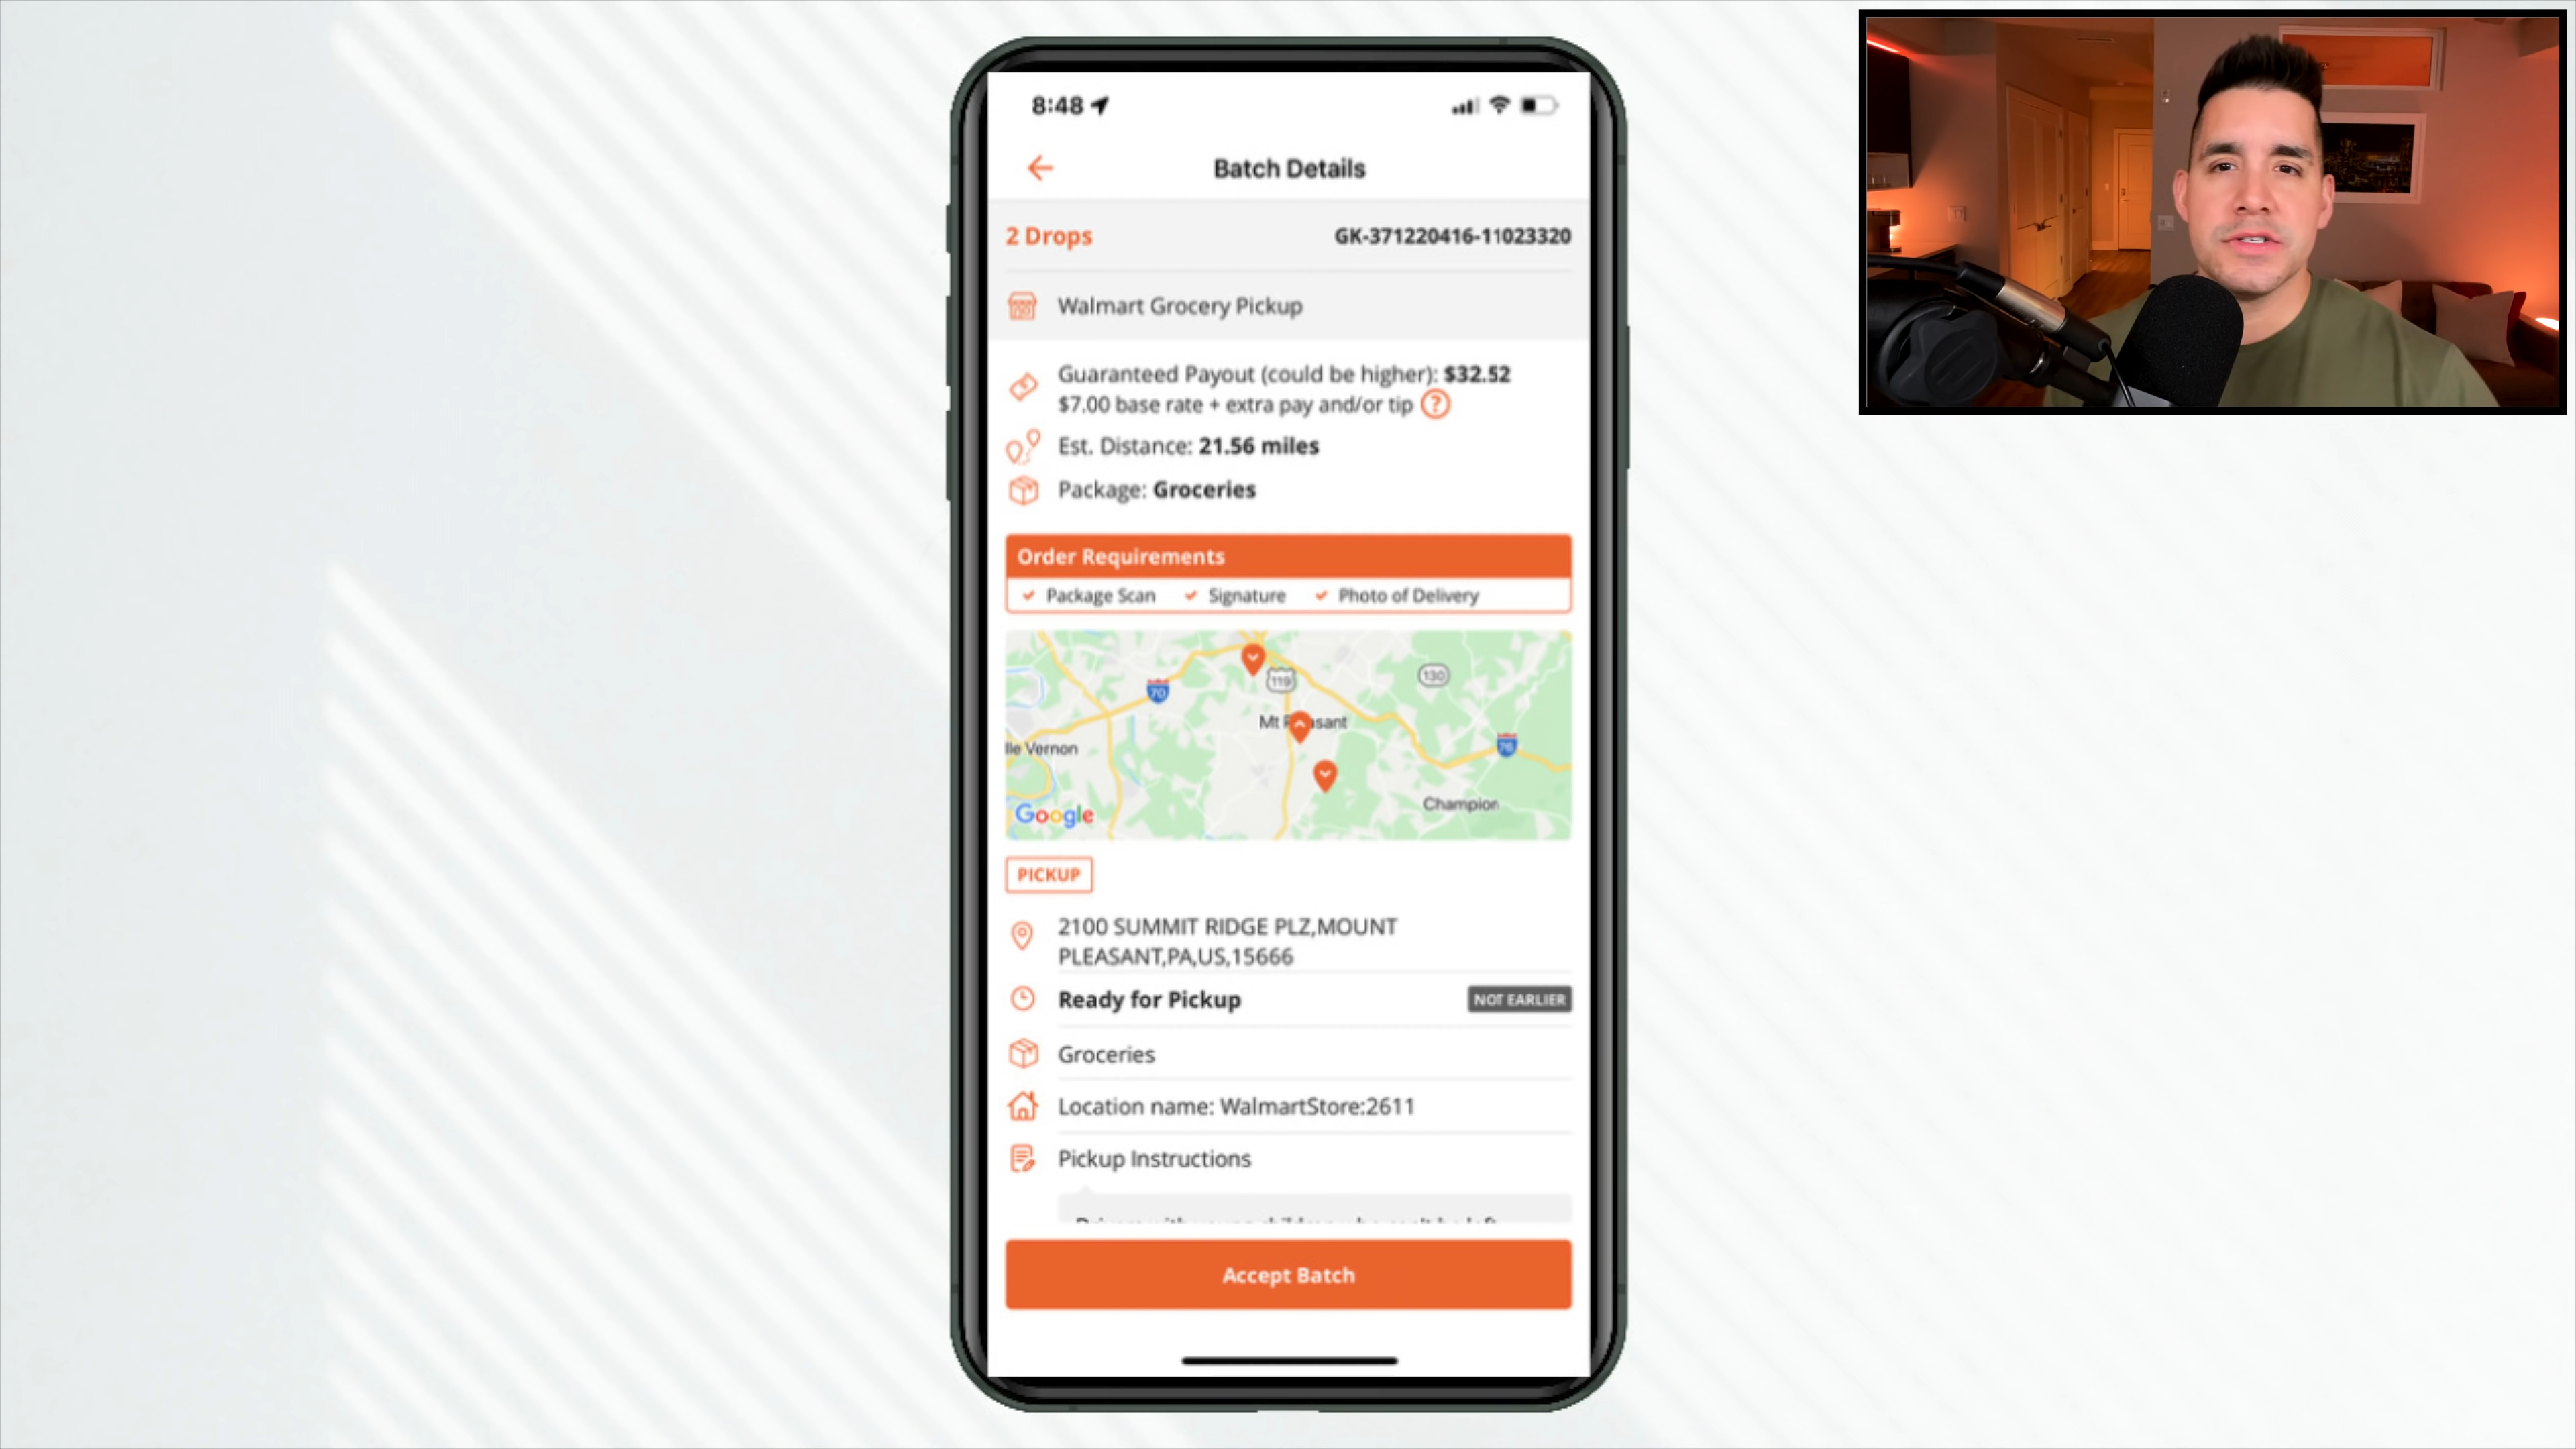 8:48
Batch Details
2 Drops
GK-371220416-11023320
Walmart Grocery Pickup
Guaranteed Payout (could be higher): $32.52
$7.00 base rate + extra pay and/or tip ?
Est. Distance: 21.56 miles
Package: Groceries
Order Requirements
Package Scan Signature Photo of Delivery
70
119
130
Mt
asant
lle Vernon
76
Champion
Google
PICKUP
2100 SUMMIT RIDGE PLZ,MOUNT
PLEASANT,PA,US,15666
Ready for Pickup
NOT EARLIER
Groceries
Location name: WalmartStore:2611
Pickup Instructions
Accept Batch